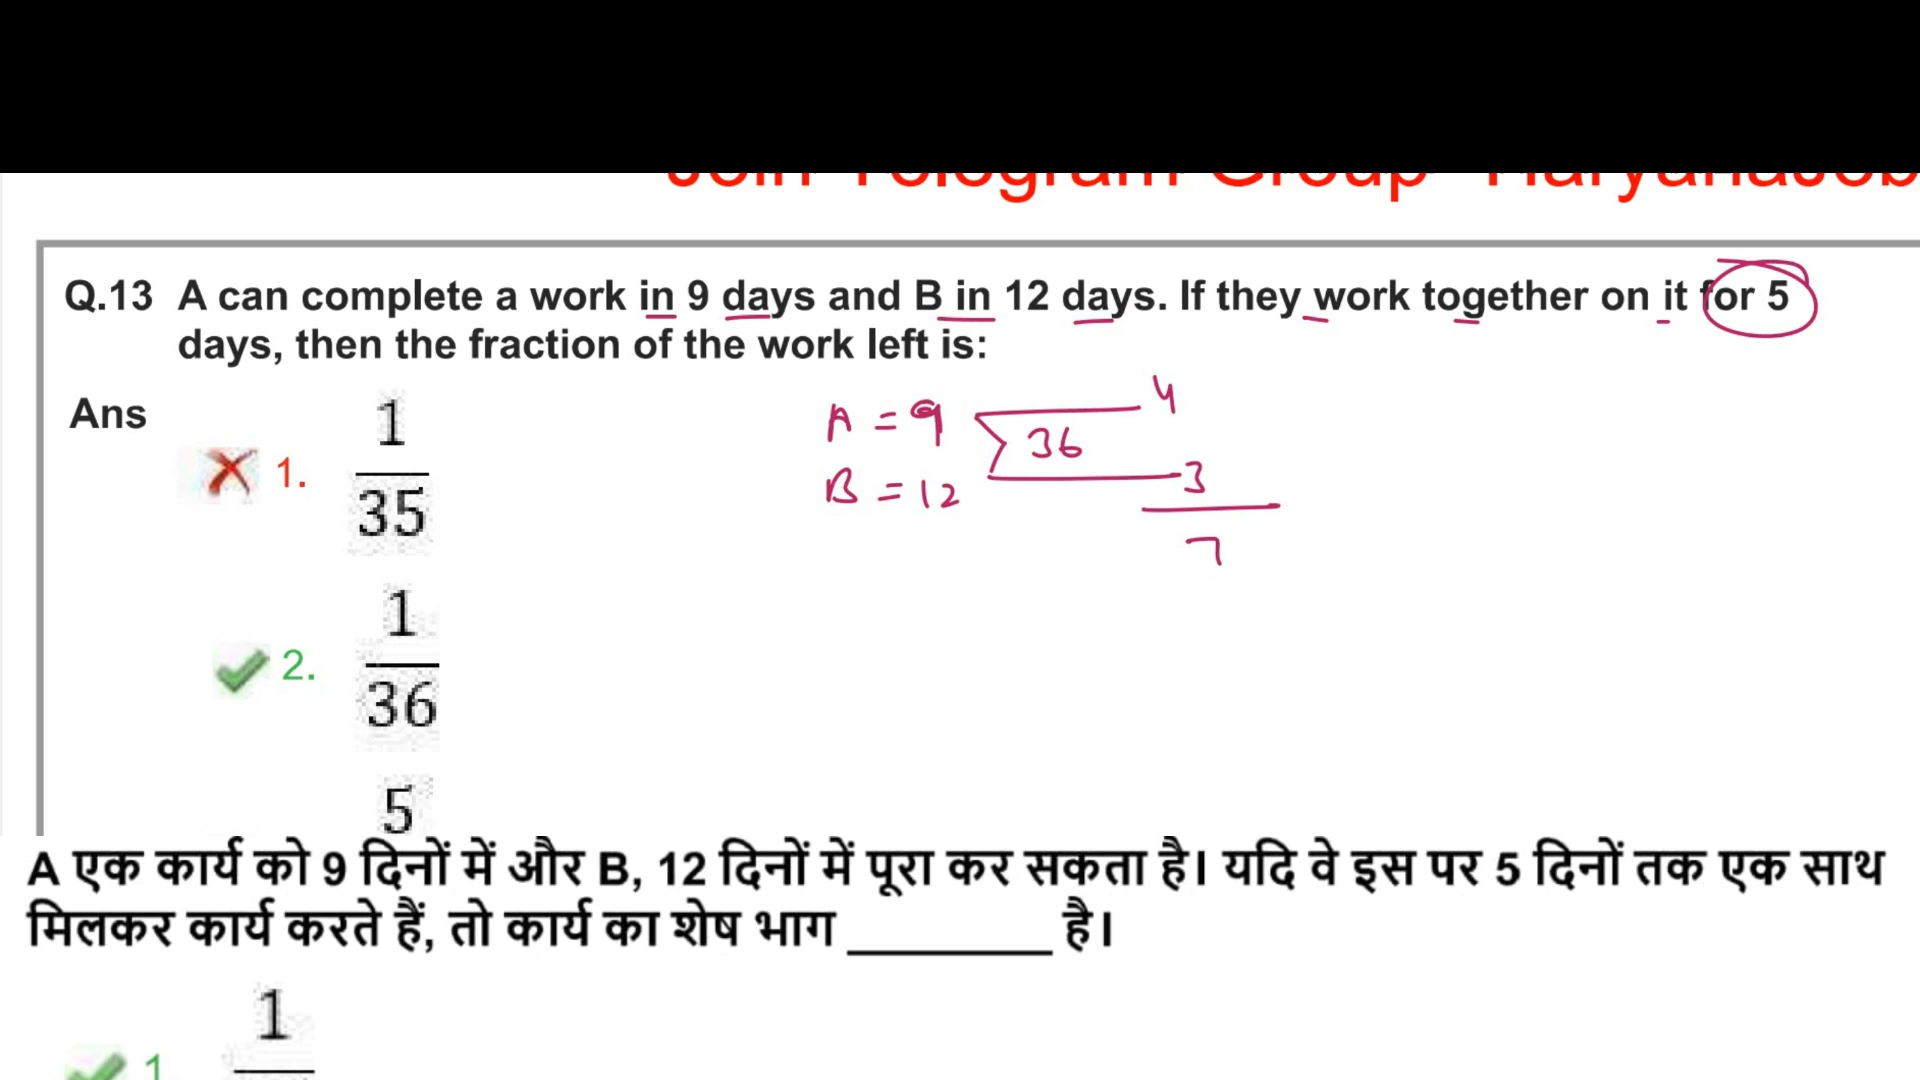 Join Telegram Group
Q.13 A can complete a work in 9 days and B in 12 days. If they work together on it for 5
days, then the fraction of the work left is:
Ans
1. 1/35
2. 1/36
5
A = 9
36
4
B = 12
3
7
A एक कार्य को 9 दिनों में और B, 12 दिनों में पूरा कर सकता है। यदि वे इस पर 5 दिनों तक एक साथ
मिलकर कार्य करते हैं, तो कार्य का शेष भाग ________ है।
1. 1